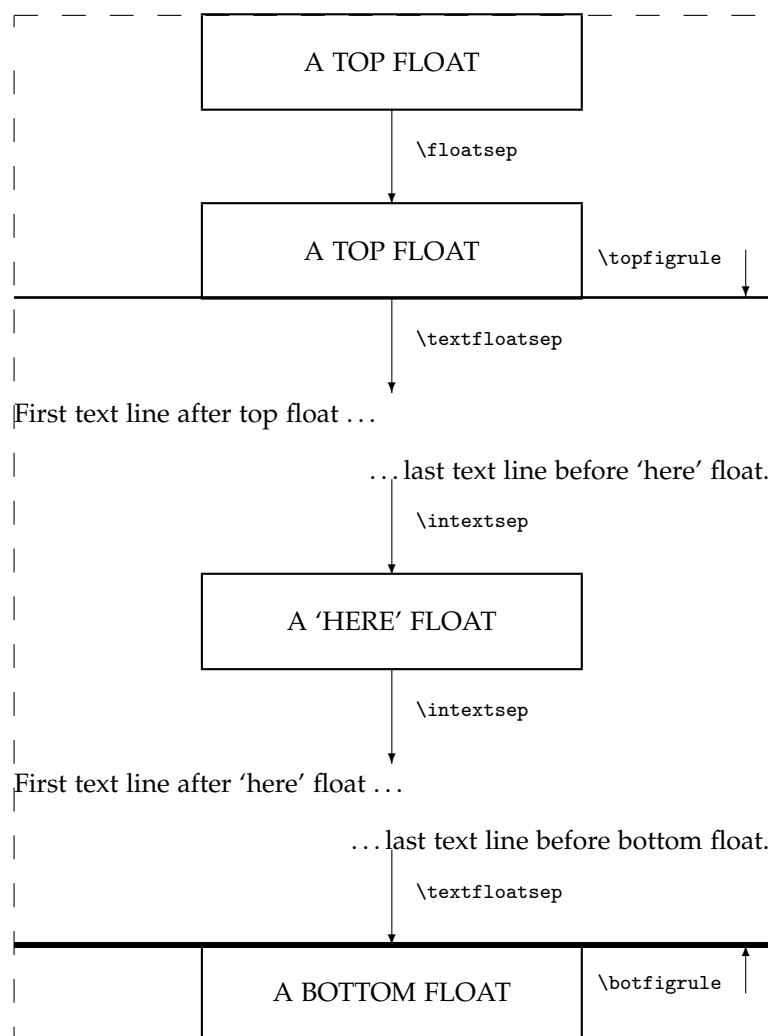 A TOP FLOAT
\floatsep
A TOP FLOAT
\topfigrule
\textfloatsep
First text line after top float . . .
. . . last text line before ‘here’ float.
\intextsep
A ‘HERE’ FLOAT
\intextsep
First text line after ‘here’ float . . .
. . . last text line before bottom float.
\textfloatsep
A BOTTOM FLOAT
\botfigrule